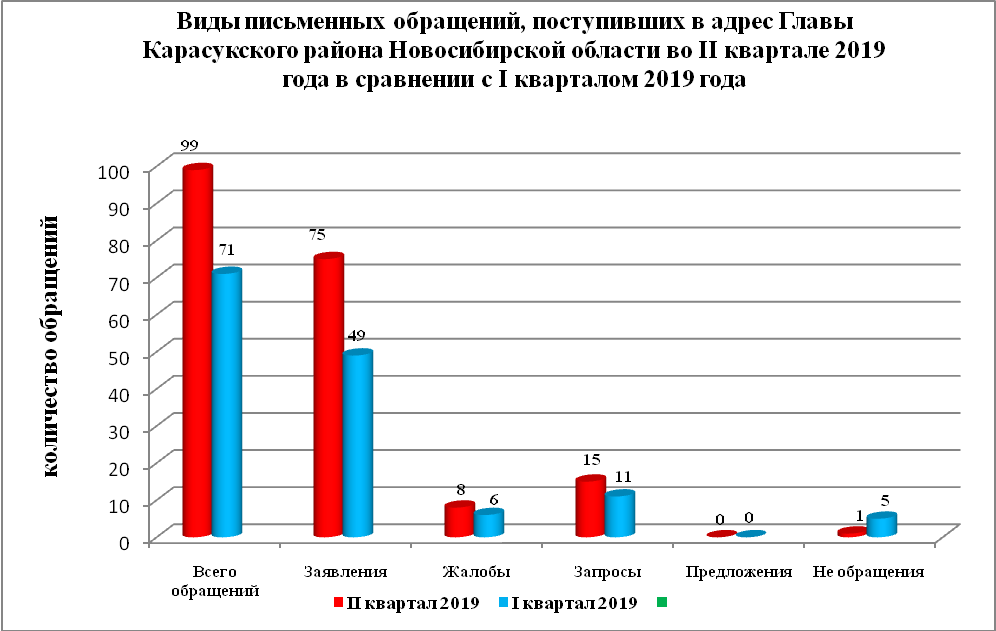 Виды письменных обращений, поступивших в адрес Главы
Карасукского района Новосибирской области во II квартале 2019
года в сравнении с I кварталом 2019 года
количество обращений
100
90
80
70
60
50
40
30
20
10
0
99
71
75
49
8
6
15
11
0
0
1
5
Всего
обращений
Заявления
Жалобы
Запросы
Предложения
Не обращения
II квартал 2019
I квартал 2019